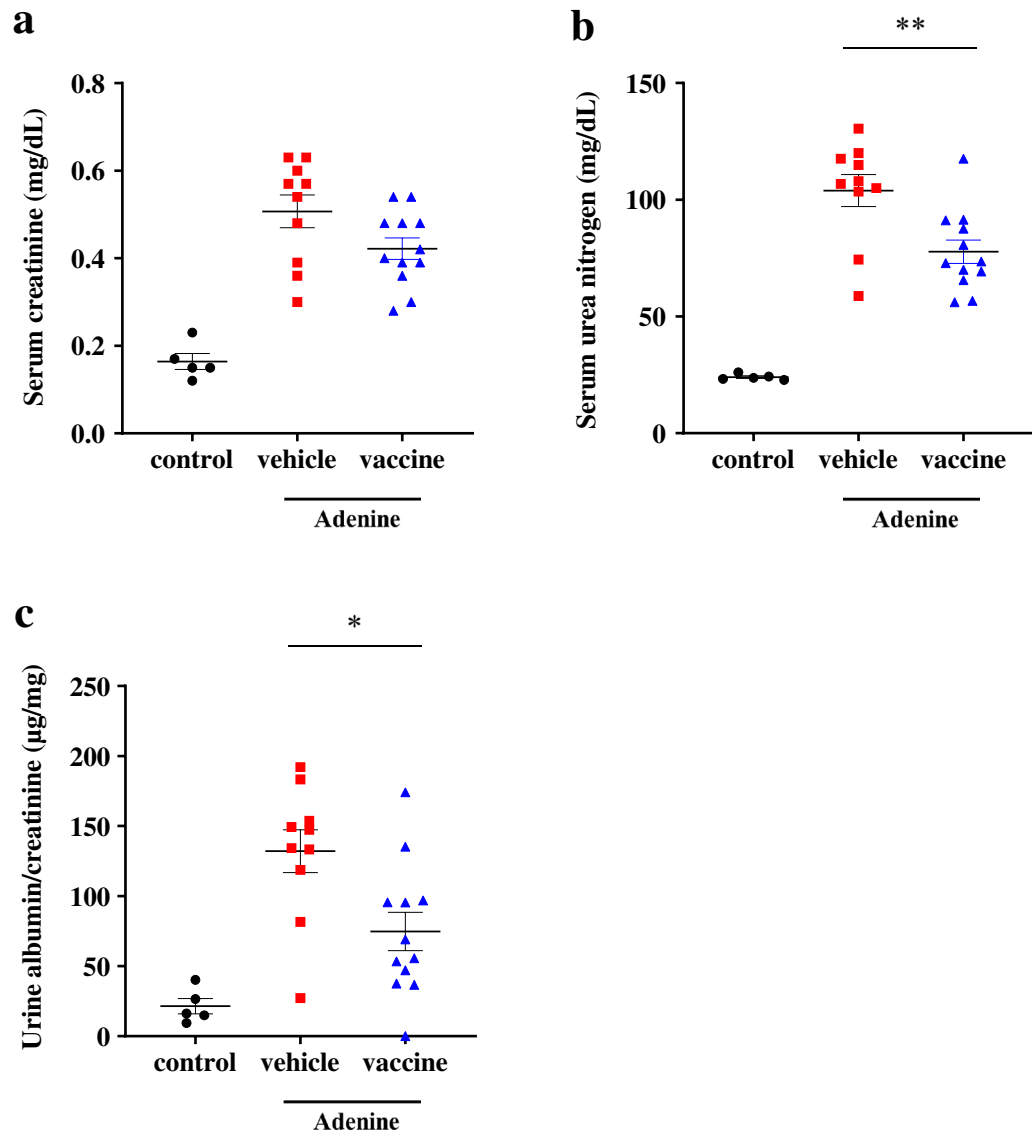 a
Serum creatinine (mg/dL)
0.8
0.6
0.4
0.2
0.0
control vehicle vaccine
Adenine
b
**
Serum urea nitrogen (mg/dL)
150
100
50
0
control vehicle vaccine
Adenine
c
*
Urine albumin/creatinine (μg/mg)
250
200
150
100
50
0
control vehicle vaccine
Adenine